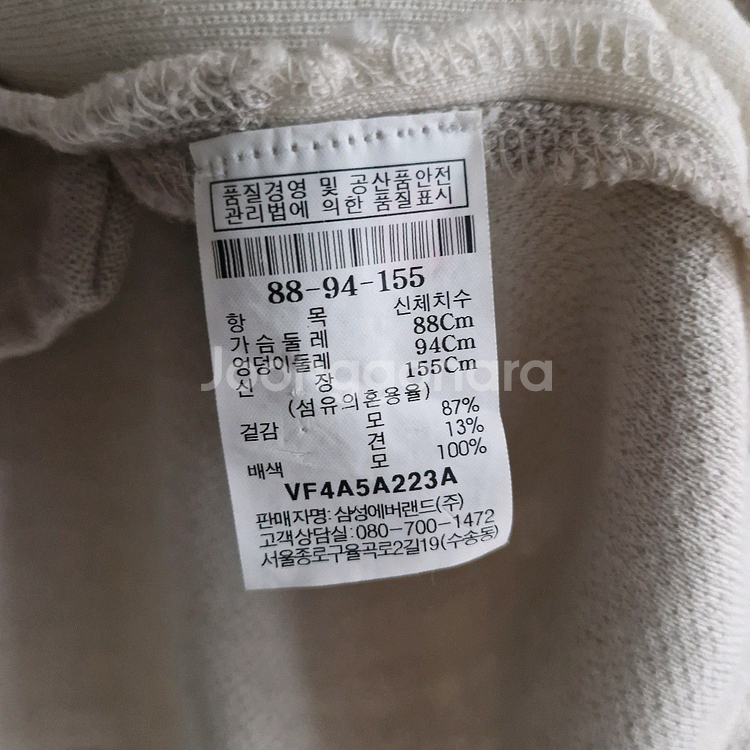 품질경영 및 공산품안전
관리법에 의한 품질표시
88-94-155
항 목 신체치수
가슴둘레 88Cm
엉덩이둘레 94Cm
신 장 155Cm
(섬유의혼용율)
겉감 모 87%
견 13%
배색 모 100%
VF4A5A223A
판매자명:삼성에버랜드(주)
고객상담실:080-700-1472
서울종로구율곡로2길19(수송동)
Joonggonara